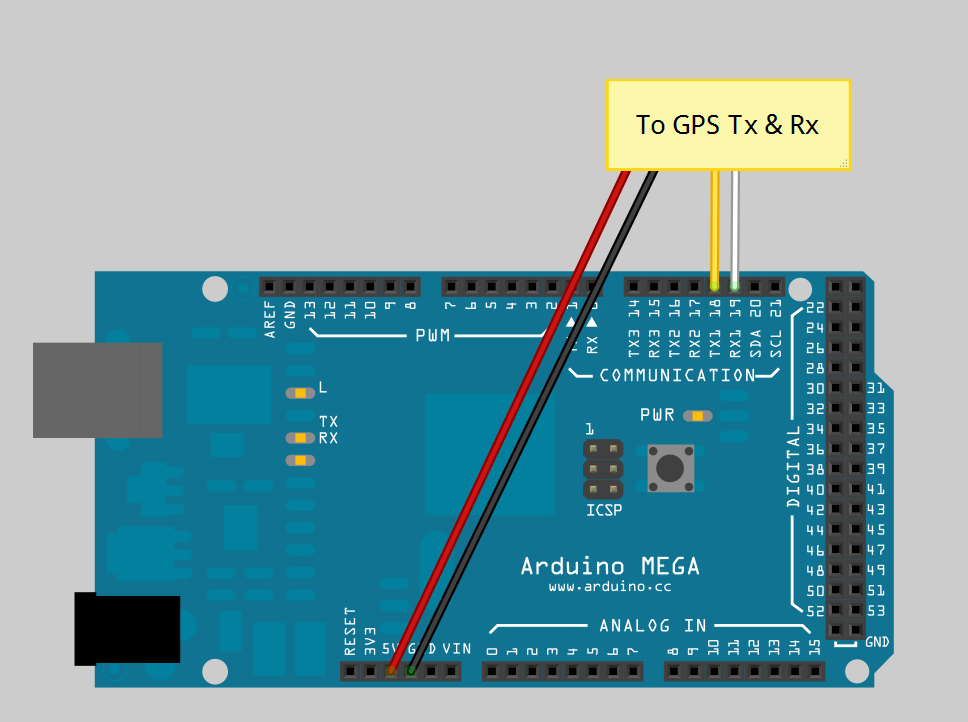 To GPS Tx & Rx
AREF
GND
13
12
11
10
9
8
7
6
5
4
3
2
1
TX3 14
RX3 15
TX2 16
RX2 17
TX1 18
RX1 19
SDA 20
SCL 21
PWM
RX
COMMUNICATION
L
TX
RX
PWR
1
ICSP
22
24
26
28
30 31
32 33
34 35
36 37
38 39
40 41
42 43
44 45
46 47
48 49
50 51
52 53
GND
DIGITAL
Arduino MEGA
www.arduino.cc
ANALOG IN
RESET
3V3
5V
VIN
0
1
2
3
4
5
6
7
8
9
10
11
12
13
14
15